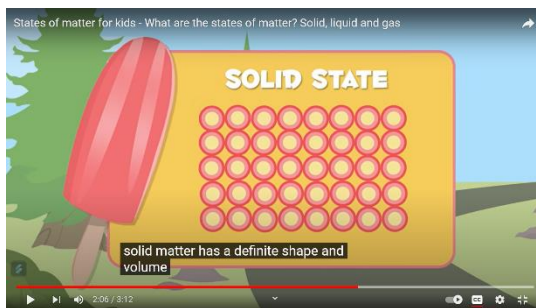 States of matter for kids - What are the states of matter? Solid, liquid and gas
SOLID STATE
solid matter has a definite shape and
volume
2:06 / 3:12
CC